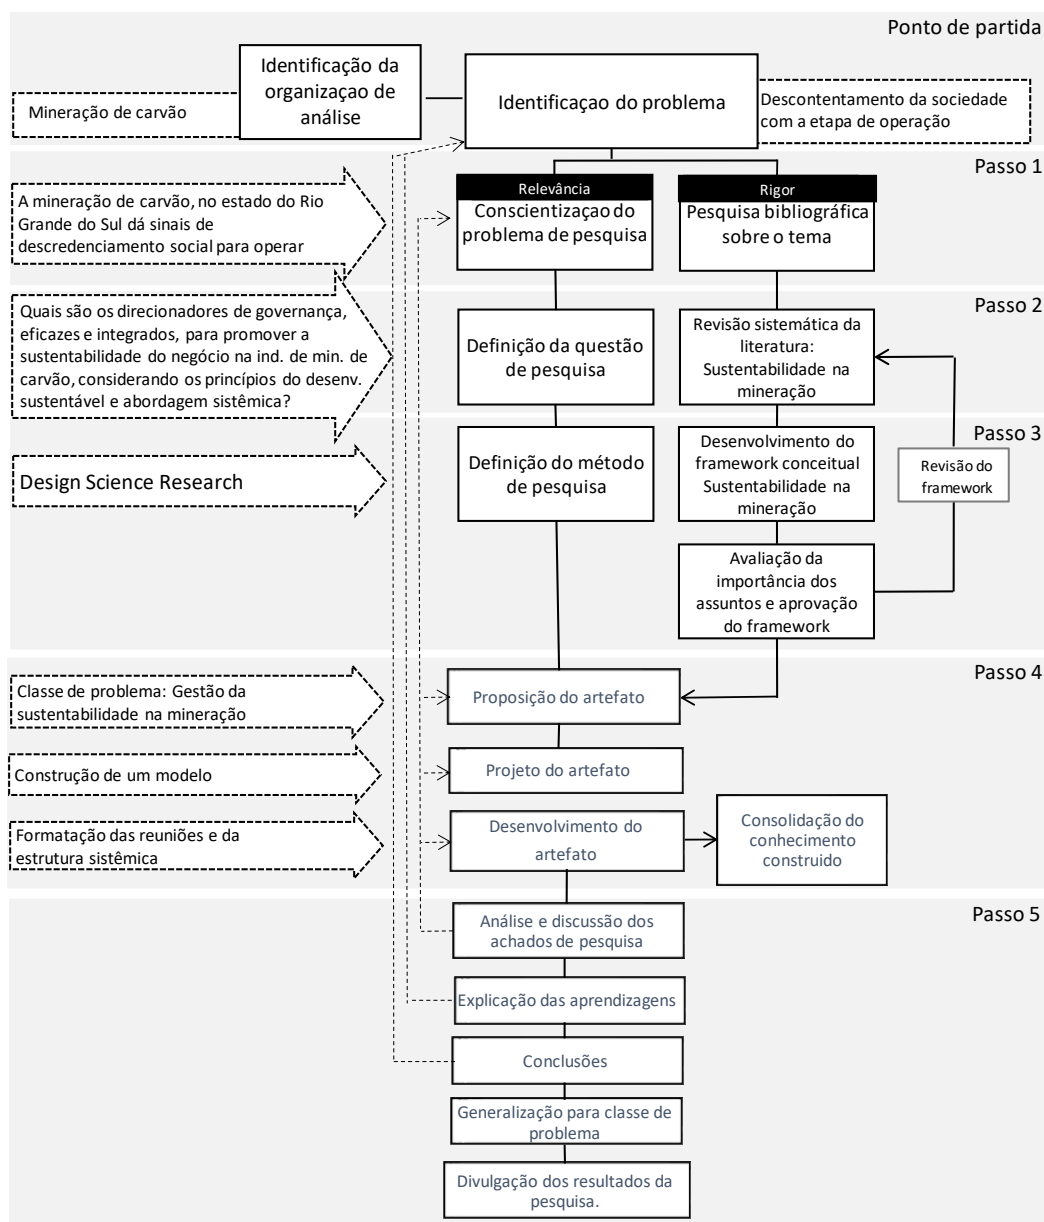 Ponto de partida
Identificação da
organizaçao de
análise
Identificaçao do problema
Mineração de carvão
Descontentamento da sociedade
com a etapa de operação
Passo 1
A mineração de carvão, no estado do Rio
Grande do Sul dá sinais de
descredenciamento social para operar
Relevância
Conscientizaçao do
problema de pesquisa
Rigor
Pesquisa bibliográfica
sobre o tema
Passo 2
Quais são os direcionadores de governança,
eficazes e integrados, para promover a
sustentabilidade do negócio na ind. de min. de
carvão, considerando os princípios do desenv.
sustentável e abordagem sistêmica?
Definição da questão
de pesquisa
Revisão sistemática da
literatura:
Sustentabilidade na
mineração
Passo 3
Design Science Research
Definição do método
de pesquisa
Desenvolvimento do
framework conceitual
Sustentabilidade na
mineração
Revisão do
framework
Avaliação da
importância dos
assuntos e aprovação
do framework
Passo 4
Classe de problema: Gestão da
sustentabilidade na mineração
Proposição do artefato
Construção de um modelo
Projeto do artefato
Formatação das reuniões e da
estrutura sistêmica
Desenvolvimento do
artefato
Consolidação do
conhecimento
construido
Passo 5
Análise e discussão dos
achados de pesquisa
Explicação das aprendizagens
Conclusões
Generalização para classe de
problema
Divulgação dos resultados da
pesquisa.